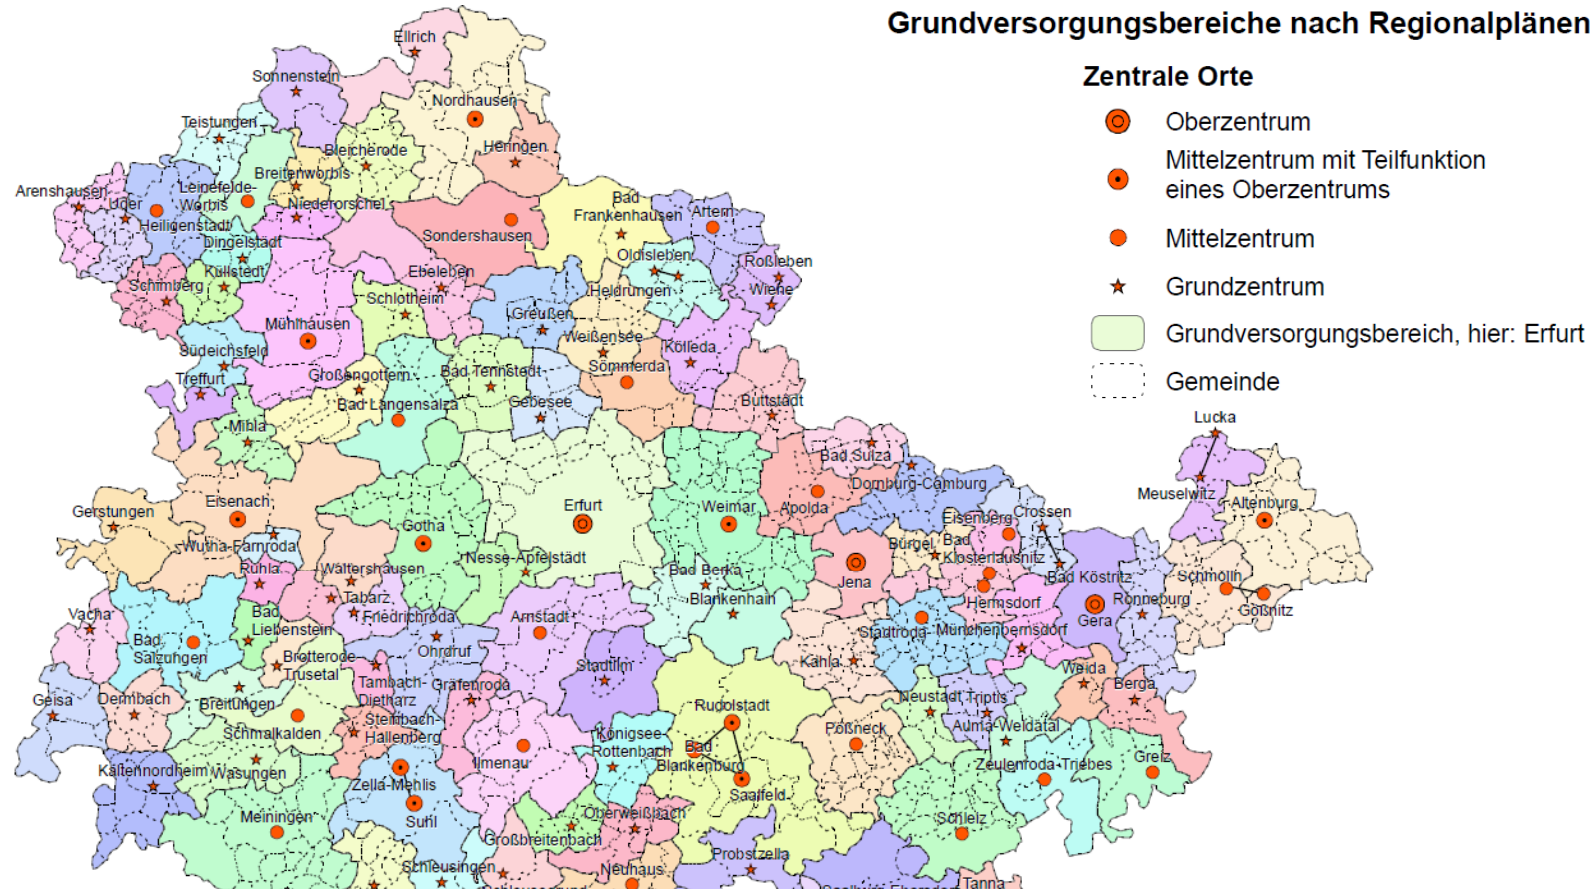 Grundversorgungsbereiche nach Regionalplänen
Zentrale Orte
Oberzentrum
Mittelzentrum mit Teilfunktion
eines Oberzentrums
Mittelzentrum
Grundzentrum
Grundversorgungsbereich, hier: Erfurt
Gemeinde
Ellrich
Sonnenstein
Nordhausen
Teistungen
Heringen
Bleicherode
Breitenworbis
Arenshausen
Uder
Leinefelde-
Worbis
Heiligenstadt
Niederorschel
Bad
Frankenhausen
Artern
Sondershausen
Dingelstädt
Küllstedt
Schimberg
Ebeleben
Oldisleben
Roßleben
Heldrungen
Wiehe
Schlotheim
Greußen
Mühlhausen
Weißensee
Kölleda
Südeichsfeld
Treffurt
Großengottern
Bad Tennstedt
Sömmerda
Bad Langensalza
Gebesee
Buttstädt
Lucka
Mihla
Bad Sulza
Dornburg-Camburg
Meuselwitz
Altenburg
Eisenach
Gerstungen
Erfurt
Weimar
Apolda
Eisenberg
Crossen
Gotha
Wutha-Farnroda
Ruhla
Nesse-Apfelstädt
Bürgel
Bad
Klosterlausnitz
Waltershausen
Bad Berka
Jena
Bad Köstritz
Schmölln
Tabarz
Blankenhain
Hermsdorf
Ronneburg
Gößnitz
Vacha
Bad
Liebenstein
Friedrichroda
Arnstadt
Gera
Bad
Salzungen
Ohrdruf
Stadtroda
Münchenbernsdorf
Brotterode-
Trusetal
Stadtilm
Kahla
Weida
Geisa
Dermbach
Breitungen
Tambach-
Dietharz
Gräfenroda
Berga
Neustadt
Triptis
Schmalkalden
Steinbach-
Hallenberg
Rudolstadt
Pößneck
Auma-Weidatal
Königsee-
Rottenbach
Bad
Blankenburg
Kaltennordheim
Wasungen
Ilmenau
Zeulenroda-Triebes
Greiz
Zella-Mehlis
Saalfeld
Meiningen
Suhl
Oberweißbach
Schleiz
Großbreitenbach
Probstzella
Schleusingen
Neuhaus
Tanna